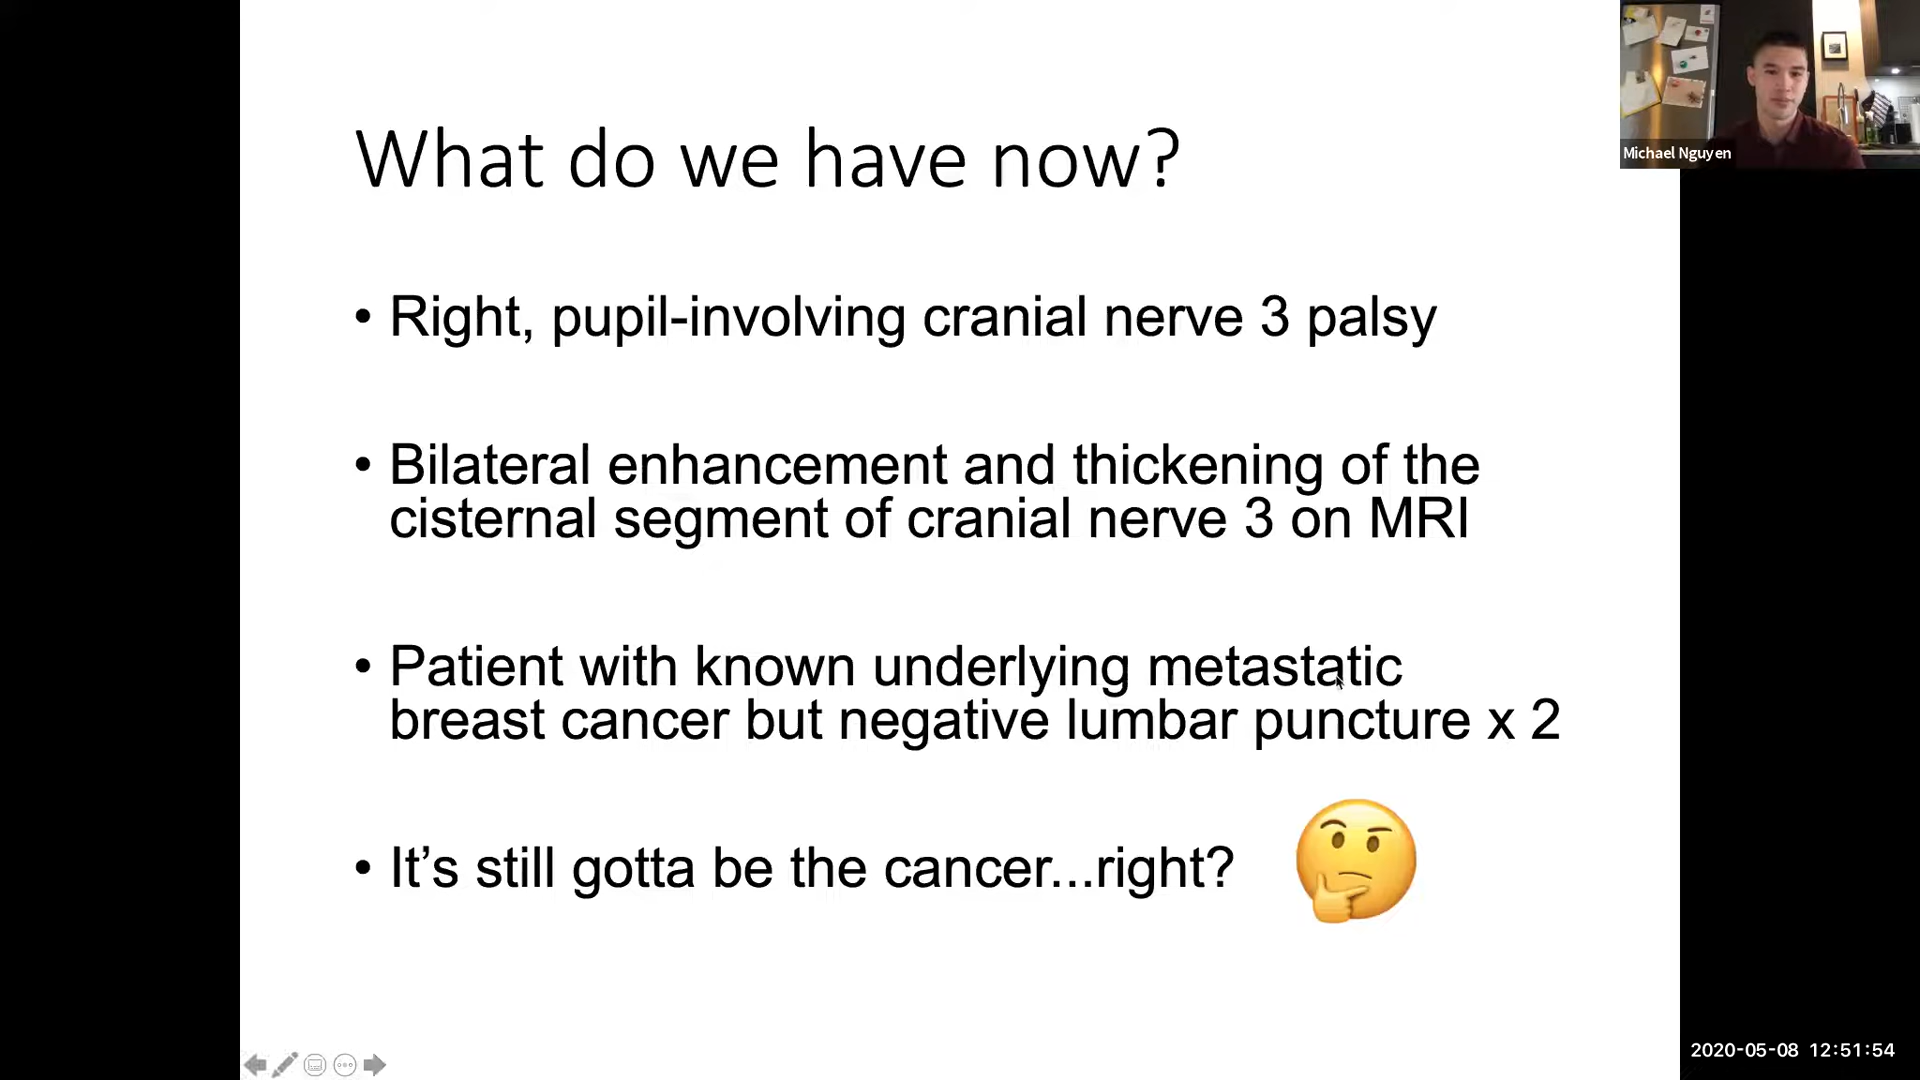 What do we have now?
• Right, pupil-involving cranial nerve 3 palsy
• Bilateral enhancement and thickening of the
cisternal segment of cranial nerve 3 on MRI
• Patient with known underlying metastatic
breast cancer but negative lumbar puncture x 2
• It’s still gotta be the cancer...right?
Michael Nguyen
2020-05-08 12:51:54